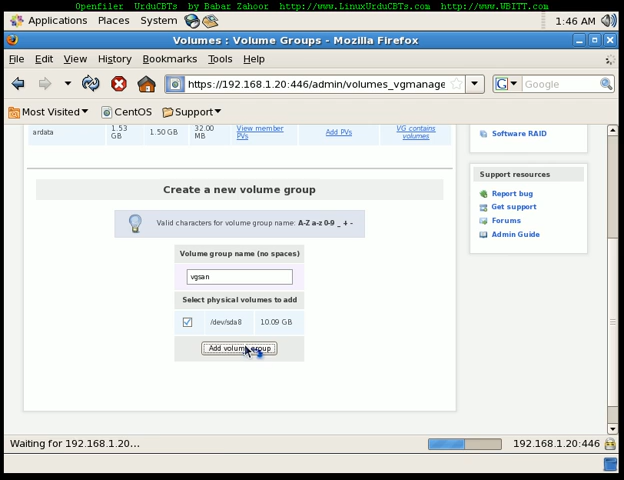 Openfiler UrduCBTs by Babar Zahoor http://www.LinuxUrduCBTs.com http://www.WBITT.com
Applications Places System 1:46 AM
Volumes : Volume Groups - Mozilla Firefox
File Edit View History Bookmarks Tools Help
https://192.168.1.20:446/admin/volumes_vgmanage Google
Most Visited CentOS Support
ardata 1.53 GB 1.50 GB 32.00 MB View member PVs Add PVs VG contains volumes
Software RAID
Create a new volume group
Valid characters for volume group name: A-Z a-z 0-9 _ + -
Volume group name (no spaces)
vgsan
Select physical volumes to add
/dev/sda8 10.09 GB
Add volume group
Support resources
Report bug
Get support
Forums
Admin Guide
Waiting for 192.168.1.20... 192.168.1.20:446